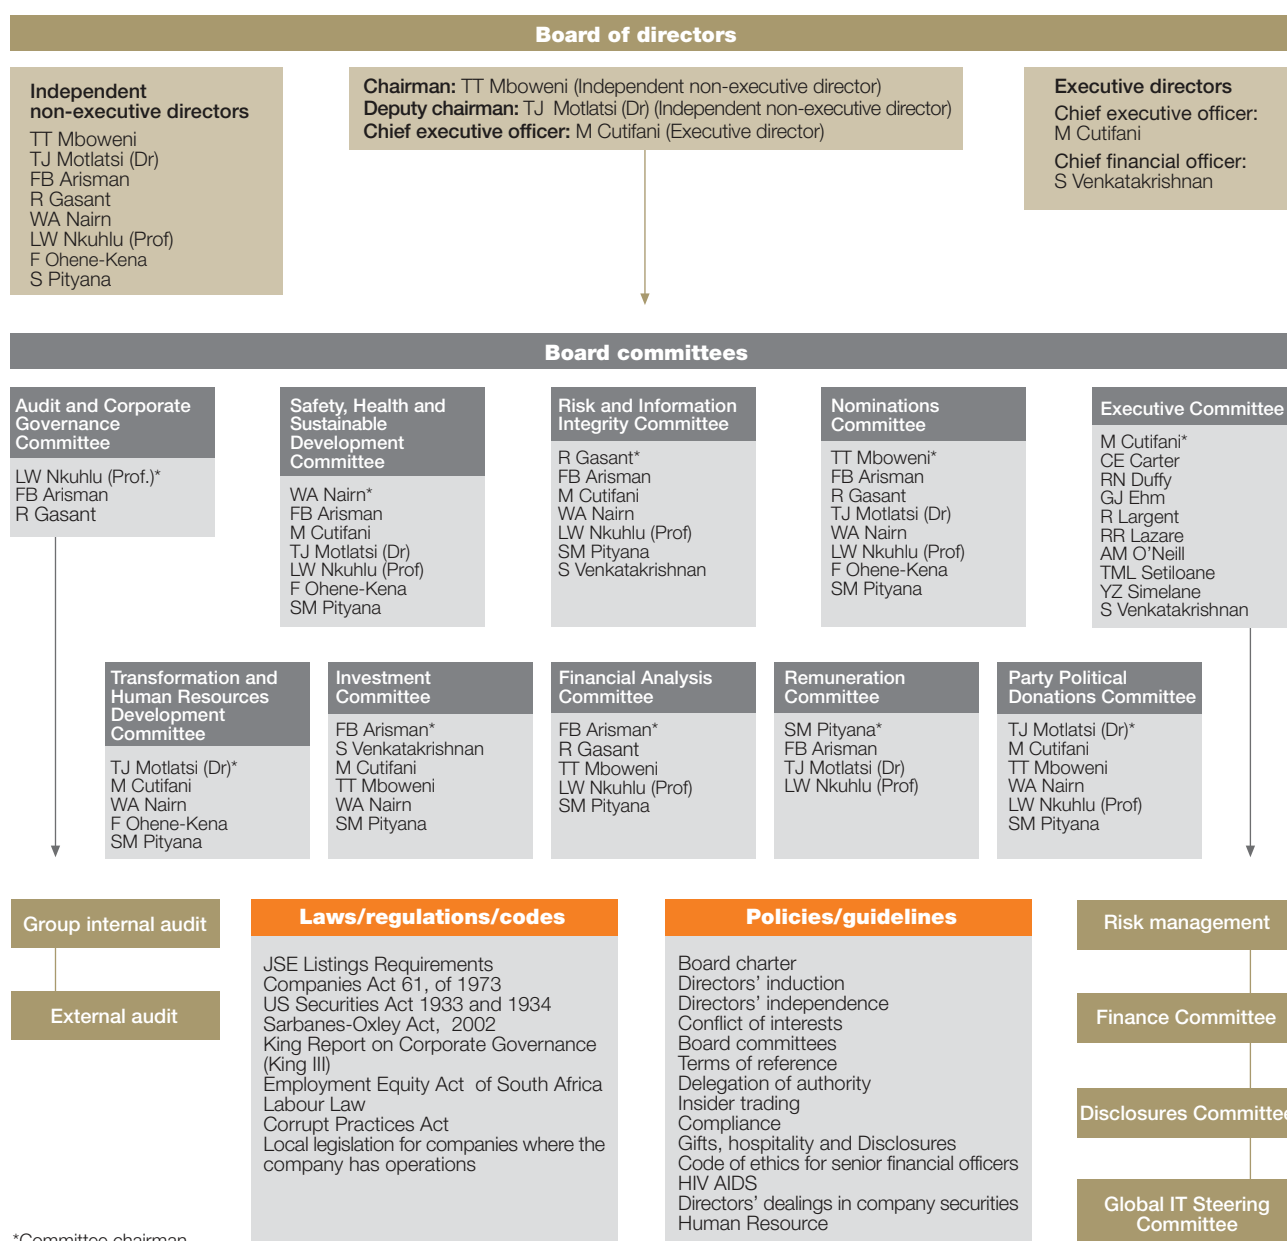 Board of directors
Independent
non-executive directors
TT Mboweni
TJ Motlatsi (Dr)
FB Arisman
R Gasant
WA Nairn
LW Nkuhlu (Prof)
F Ohene-Kena
S Pityana
Chairman: TT Mboweni (Independent non-executive director)
Deputy chairman: TJ Motlatsi (Dr) (Independent non-executive director)
Chief executive officer: M Cutifani (Executive director)
Executive directors
Chief executive officer:
M Cutifani
Chief financial officer:
S Venkatakrishnan
Board committees
Audit and Corporate
Governance
Committee
LW Nkuhlu (Prof.)*
FB Arisman
R Gasant
Safety, Health and
Sustainable
Development
Committee
WA Nairn*
FB Arisman
M Cutifani
TJ Motlatsi (Dr)
LW Nkuhlu (Prof)
F Ohene-Kena
SM Pityana
Risk and Information
Integrity Committee
R Gasant*
FB Arisman
M Cutifani
WA Nairn
LW Nkuhlu (Prof)
SM Pityana
S Venkatakrishnan
Nominations
Committee
TT Mboweni*
FB Arisman
R Gasant
TJ Motlatsi (Dr)
WA Nairn
LW Nkuhlu (Prof)
F Ohene-Kena
SM Pityana
Executive Committee
M Cutifani*
CE Carter
RN Duffy
GJ Ehm
R Largent
RR Lazare
AM O'Neill
TML Setiloane
YZ Simelane
S Venkatakrishnan
Transformation and
Human Resources
Development
Committee
TJ Motlatsi (Dr)*
M Cutifani
WA Nairn
F Ohene-Kena
SM Pityana
Investment
Committee
FB Arisman*
S Venkatakrishnan
M Cutifani
TT Mboweni
WA Nairn
SM Pityana
Financial Analysis
Committee
FB Arisman*
R Gasant
TT Mboweni
LW Nkuhlu (Prof)
SM Pityana
Remuneration
Committee
SM Pityana*
FB Arisman
TJ Motlatsi (Dr)
LW Nkuhlu (Prof)
Party Political
Donations Committee
TJ Motlatsi (Dr)*
M Cutifani
TT Mboweni
WA Nairn
LW Nkuhlu (Prof)
SM Pityana
Group internal audit
External audit
Laws/regulations/codes
JSE Listings Requirements
Companies Act 61, of 1973
US Securities Act 1933 and 1934
Sarbanes-Oxley Act, 2002
King Report on Corporate Governance
(King III)
Employment Equity Act of South Africa
Labour Law
Corrupt Practices Act
Local legislation for companies where the
company has operations
Policies/guidelines
Board charter
Directors' induction
Directors' independence
Conflict of interests
Board committees
Terms of reference
Delegation of authority
Insider trading
Compliance
Gifts, hospitality and Disclosures
Code of ethics for senior financial officers
HIV AIDS
Directors' dealings in company securities
Human Resource
Risk management
Finance Committee
Disclosures Committee
Global IT Steering
Committee
*Committee chairman